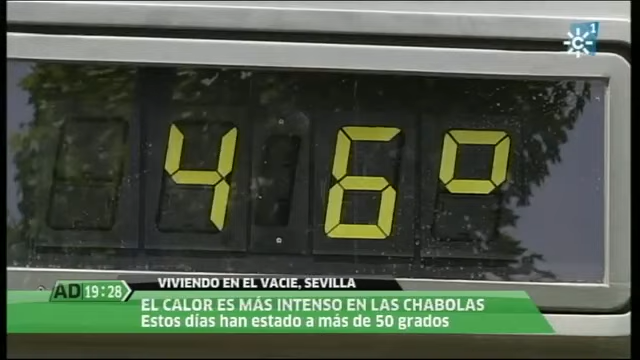 1
46°
VIVIENDO EN EL VACIE, SEVILLA
AD 19:28
EL CALOR ES MÁS INTENSO EN LAS CHABOLAS
Estos días han estado a más de 50 grados